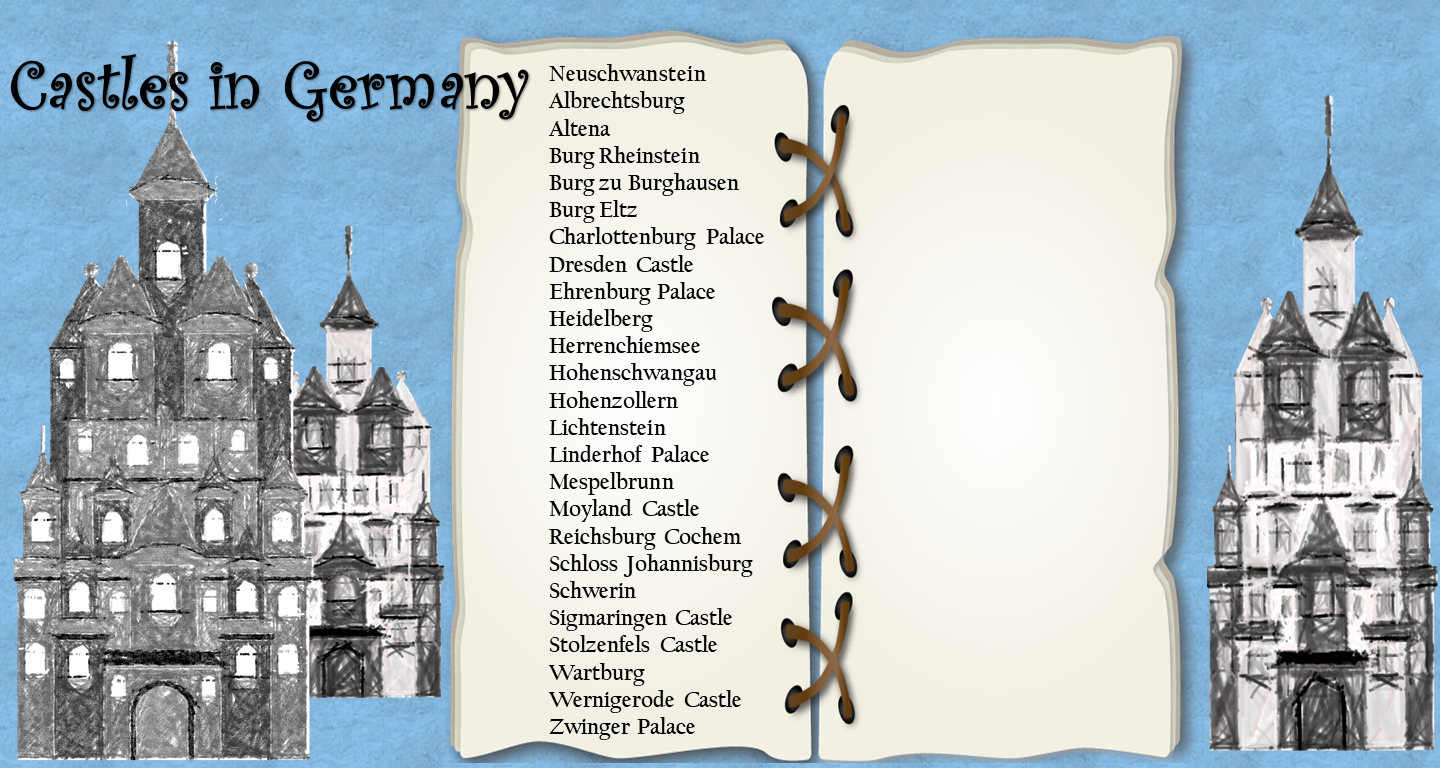 Castles in Germany
Neuschwanstein
Albrechtsburg
Altena
Burg Rheinstein
Burg zu Burghausen
Burg Eltz
Charlottenburg Palace
Dresden Castle
Ehrenburg Palace
Heidelberg
Herrenchiemsee
Hohenschwangau
Hohenzollern
Lichtenstein
Linderhof Palace
Mespelbrunn
Moyland Castle
Reichsburg Cochem
Schloss Johannisburg
Schwerin
Sigmaringen Castle
Stolzenfels Castle
Wartburg
Wernigerode Castle
Zwinger Palace